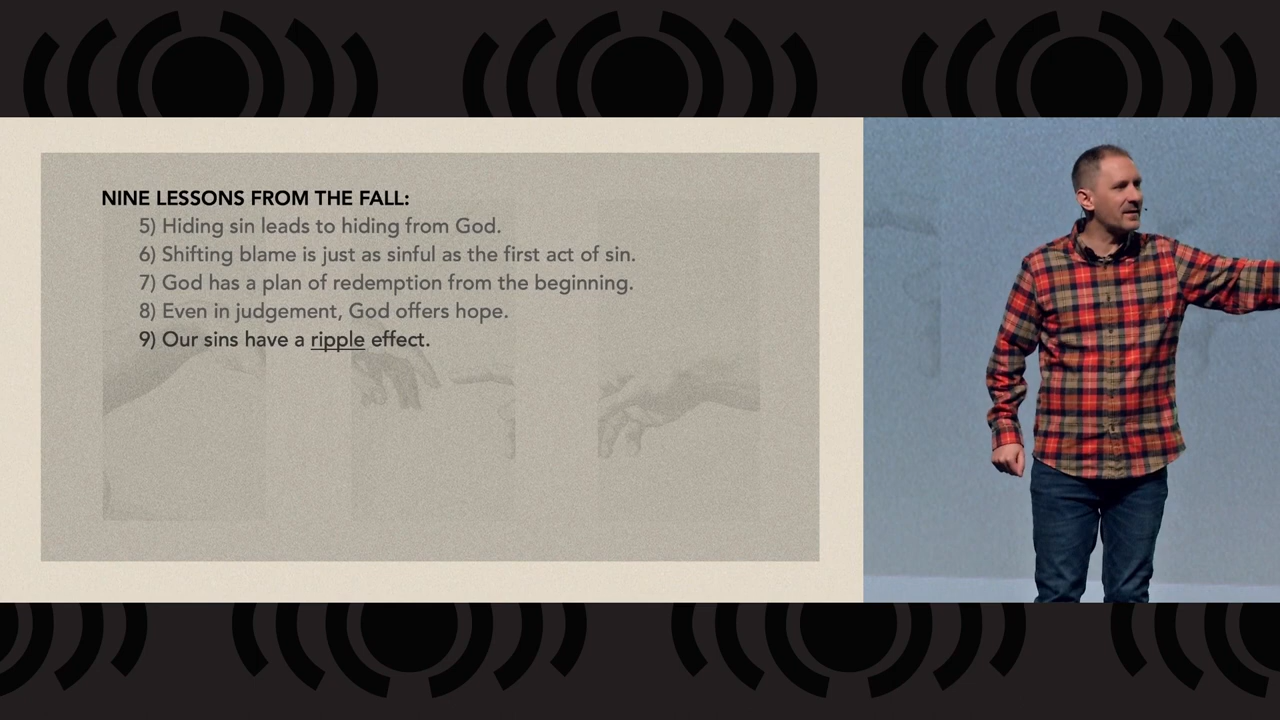 NINE LESSONS FROM THE FALL:
5) Hiding sin leads to hiding from God.
6) Shifting blame is just as sinful as the first act of sin.
7) God has a plan of redemption from the beginning.
8) Even in judgement, God offers hope.
9) Our sins have a ripple effect.